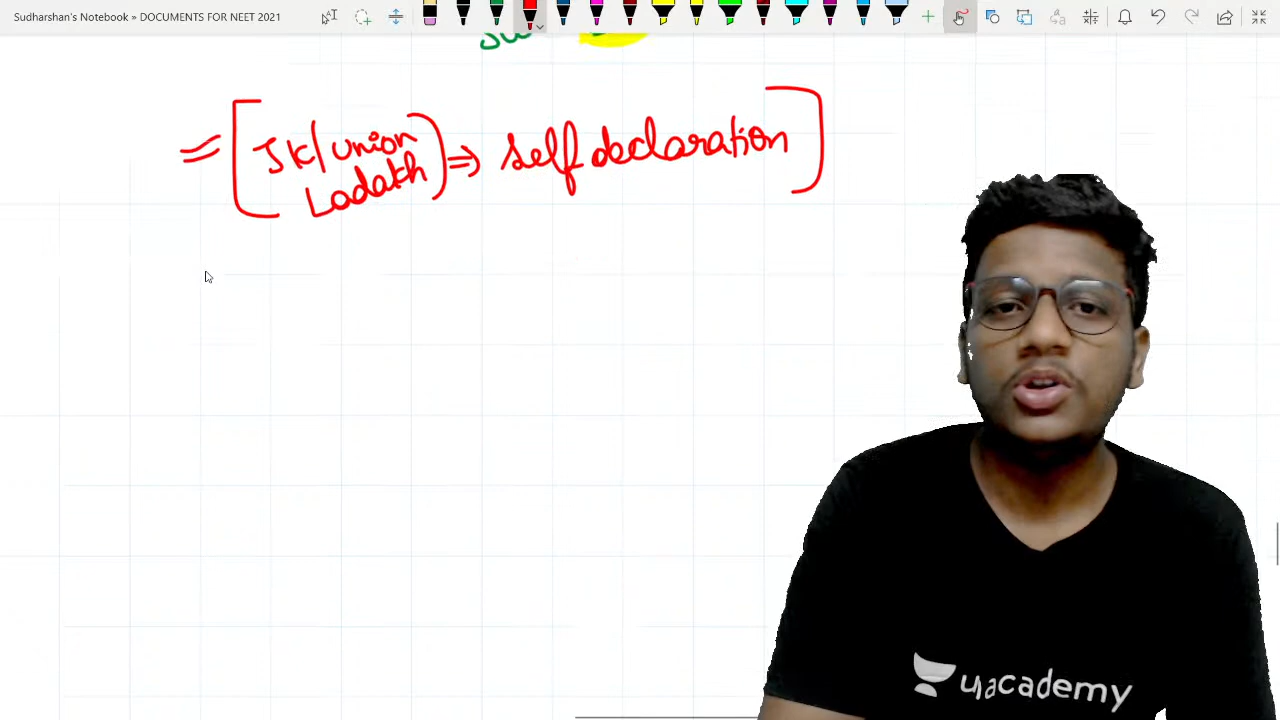 Sudharshan's Notebook » DOCUMENTS FOR NEET 2021
= [JK/union Ladakh) => self declaration]
unacademy